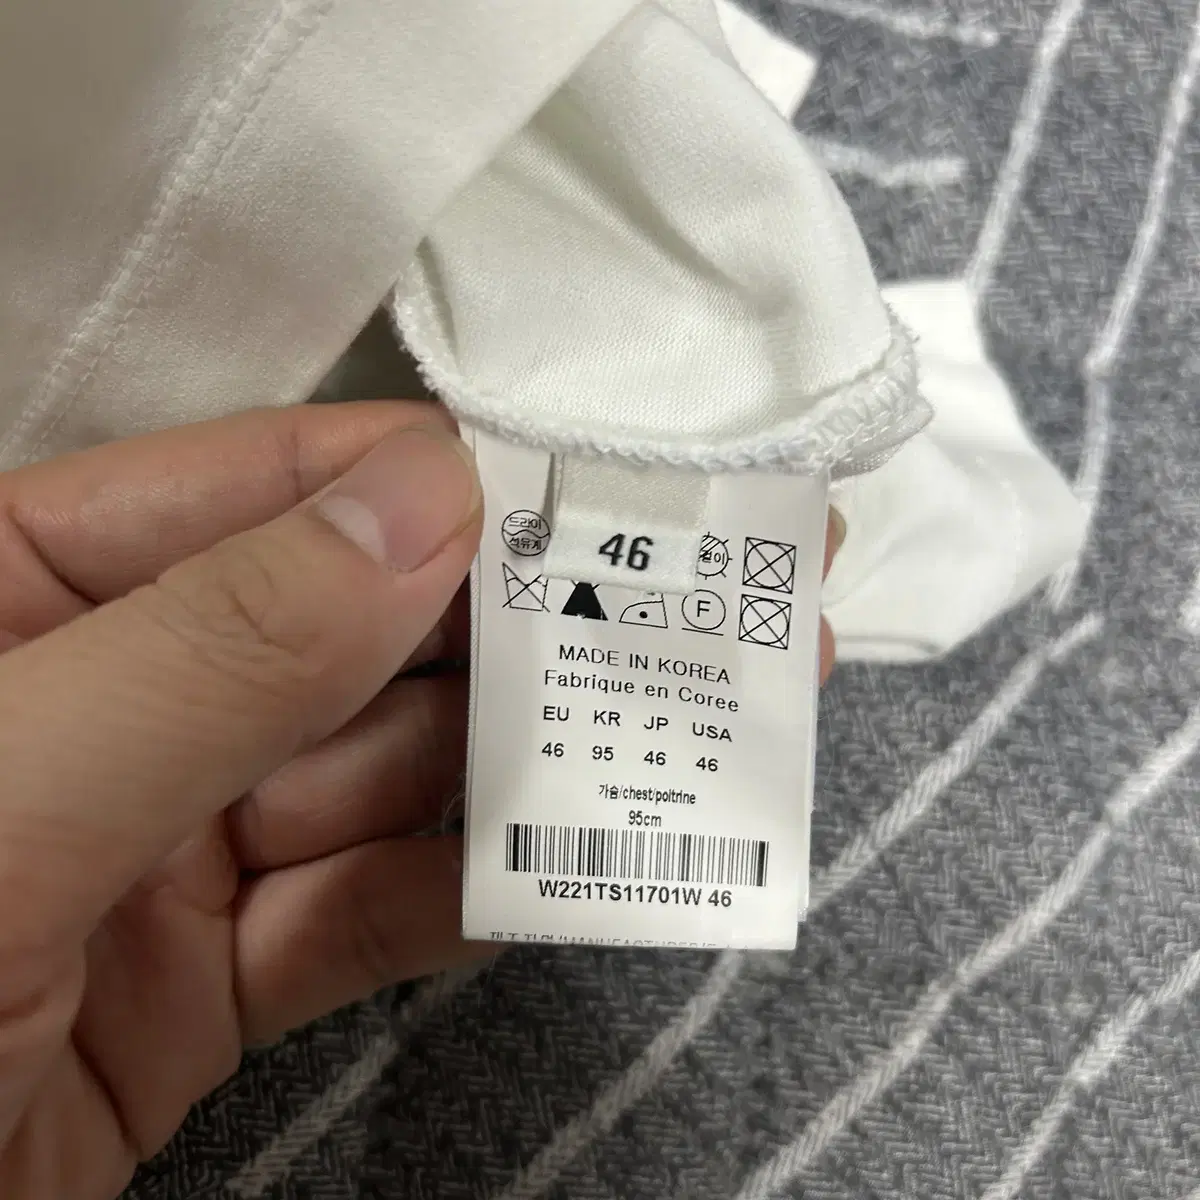 드라이
석유계
46
F
MADE IN KOREA
Fabrique en Coree
EU KR JP USA
46 95 46 46
가슴/chest/poitrine
95cm
W221TS11701W 46